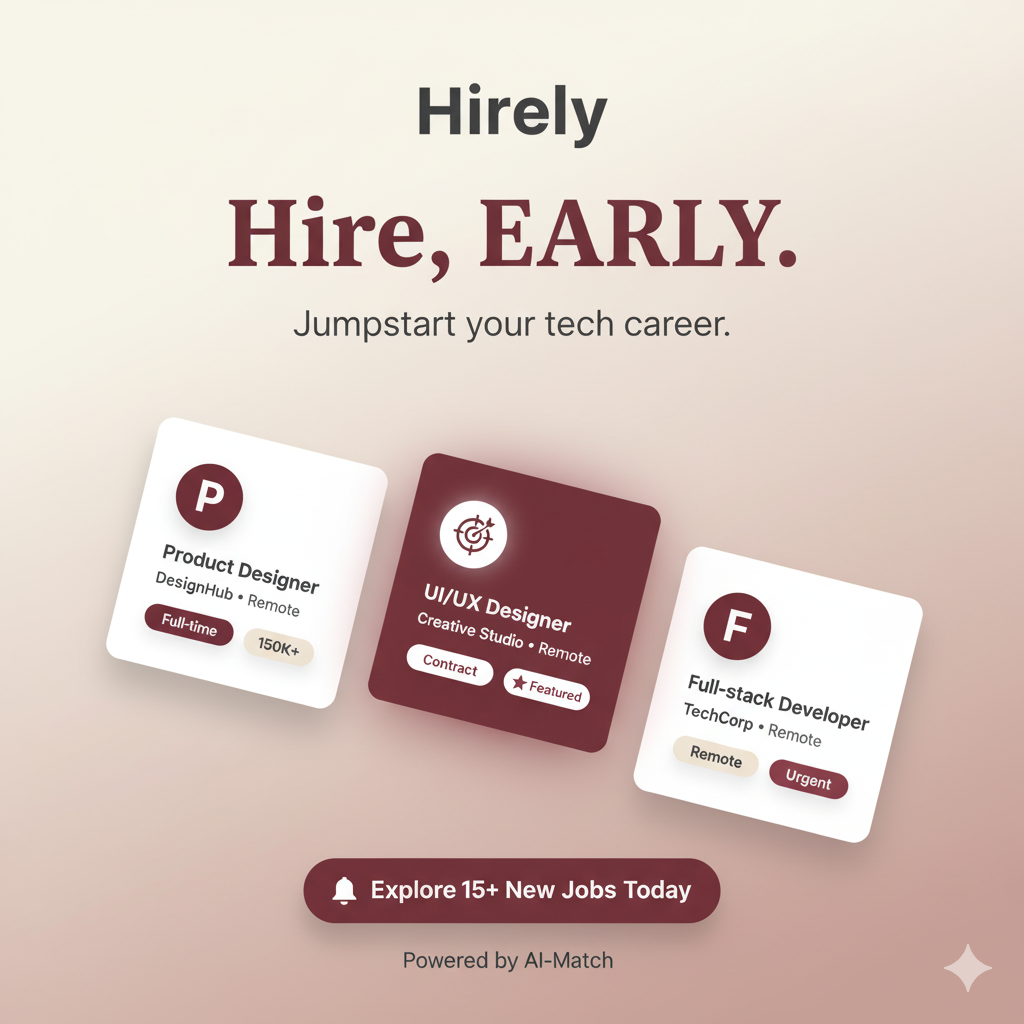 Hirely
Hire, EARLY.
Jumpstart your tech career.
P
Product Designer
DesignHub • Remote
Full-time
150K+
UI/UX Designer
Creative Studio • Remote
Contract
Featured
F
Full-stack Developer
TechCorp • Remote
Remote
Urgent
Explore 15+ New Jobs Today
Powered by AI-Match